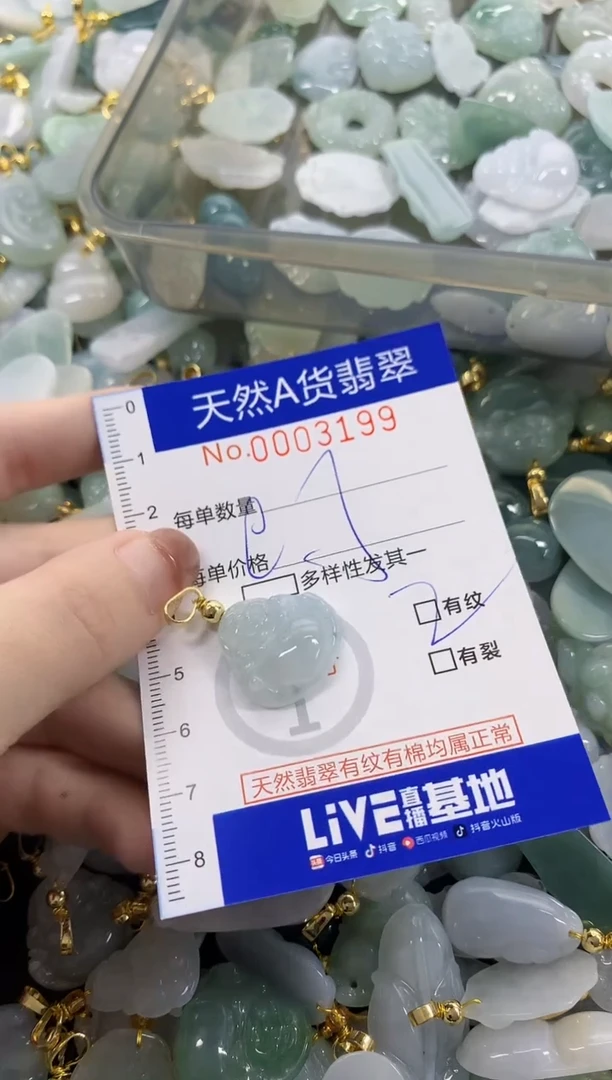 天然A货翡翠
No.0003199
每单数量
每单价格
多样性发其一
有纹
有裂
天然翡翠有纹有棉均属正常
LiVE直播基地
今日头条 抖音 西瓜视频 抖音火山版
0
1
2
5
6
7
8